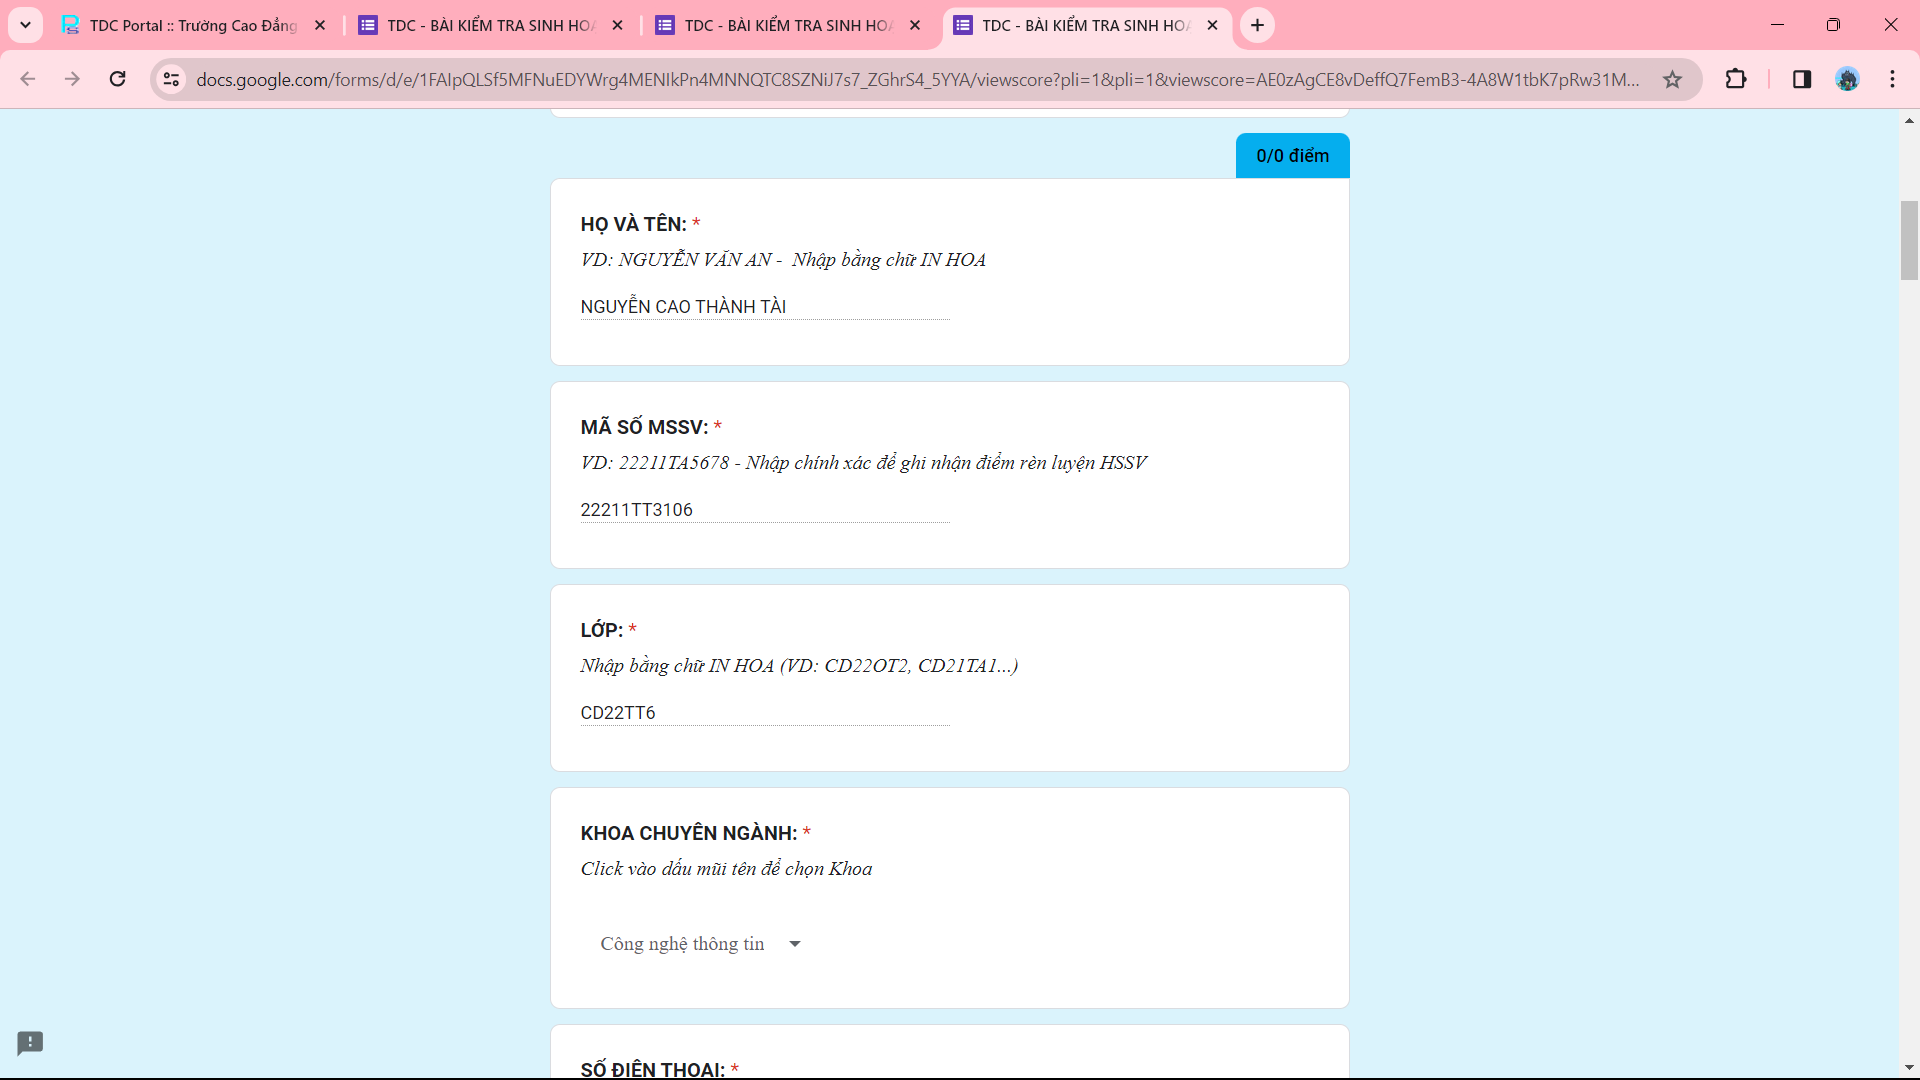 TDC Portal :: Trường Cao Đẳng
TDC - BÀI KIỂM TRA SINH HOẠ
TDC - BÀI KIỂM TRA SINH HOẠ
TDC - BÀI KIỂM TRA SINH HOẠ
docs.google.com/forms/d/e/1FAIpQLSf5MFNuEDYWrg4MENIkPn4MNNQTC8SZNiJ7s7_ZGhrS4_5YYA/viewscore?pli=1&pli=1&viewscore=AE0zAgCE8vDeffQ7FemB3-4A8W1tbK7pRw31M...
0/0 điểm
HỌ VÀ TÊN: *
VD: NGUYỄN VĂN AN - Nhập bằng chữ IN HOA
NGUYỄN CAO THÀNH TÀI
MÃ SỐ MSSV: *
VD: 22211TA5678 - Nhập chính xác để ghi nhận điểm rèn luyện HSSV
22211TT3106
LỚP: *
Nhập bằng chữ IN HOA (VD: CD22OT2, CD21TA1...)
CD22TT6
KHOA CHUYÊN NGÀNH: *
Click vào dấu mũi tên để chọn Khoa
Công nghệ thông tin
SỐ ĐIỆN THOẠI: *